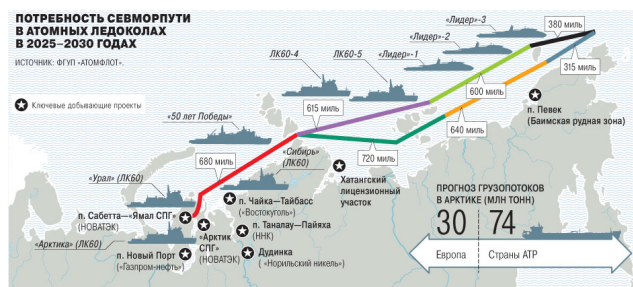 ПОТРЕБНОСТЬ СЕВМОРПУТИ
В АТОМНЫХ ЛЕДОКОЛАХ
В 2025–2030 ГОДАХ
ИСТОЧНИК: ФГУП «АТОМФЛОТ».
Ключевые добывающие проекты
«Лидер»-3
380 миль
«Лидер»-2
315 миль
ЛК60-4
ЛК60-5
«Лидер»-1
600 миль
п. Певек
(Баимская рудная зона)
«50 лет Победы»
615 миль
640 миль
680 миль
«Сибирь»
(ЛК60)
720 миль
Хатангский
лицензионный
участок
«Урал» (ЛК60)
п. Чайка—Тайбасс
(«Востокуголь»)
п. Сабетта—«Ямал СПГ»
(НОВАТЭК)
п. Таналау—Пайяха
(ННК)
«Арктика» (ЛК60)
«Арктик
СПГ»
(НОВАТЭК)
п. Новый Порт
(«Газпром-нефть»)
Дудинка
( «Норильский никель»)
ПРОГНОЗ ГРУЗОПОТОКОВ
В АРКТИКЕ (МЛН ТОНН)
30 74
Европа Страны АТР